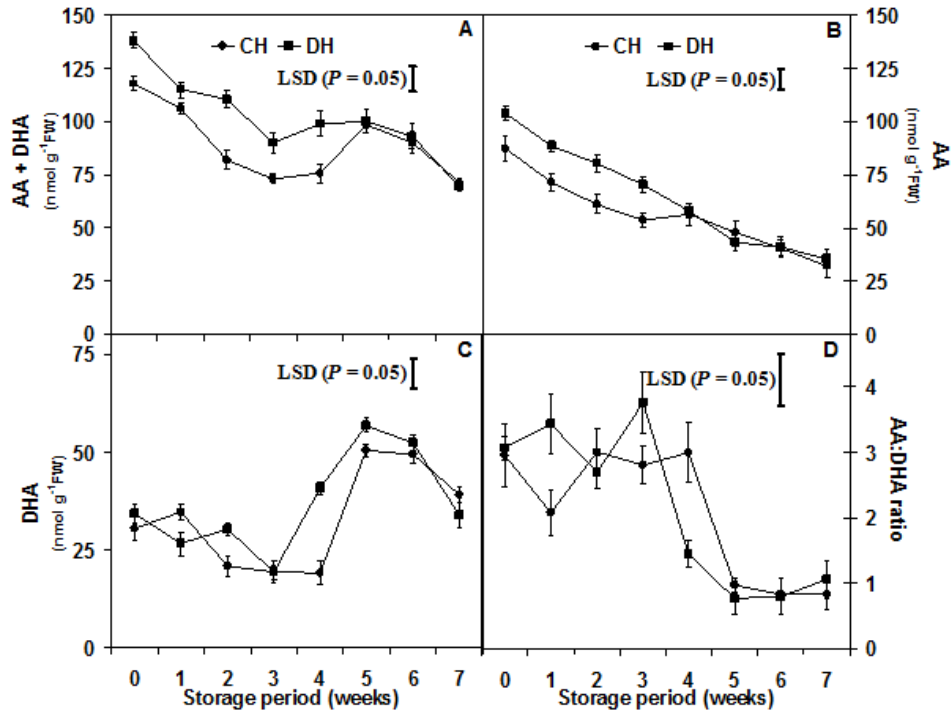 150
125
100
75
50
25
0
AA + DHA
(nmol g-1FW)
A
CH DH
LSD (P = 0.05)
B
CH DH
LSD (P = 0.05)
150
125
100
75
50
25
0
AA
(nmol g-1FW)
75
50
25
0
DHA
(nmol g-1FW)
C
LSD (P = 0.05)
0 1 2 3 4 5 6 7
Storage period (weeks)
D
LSD (P = 0.05)
4
3
2
1
0
AA:DHA ratio
0 1 2 3 4 5 6 7
Storage period (weeks)